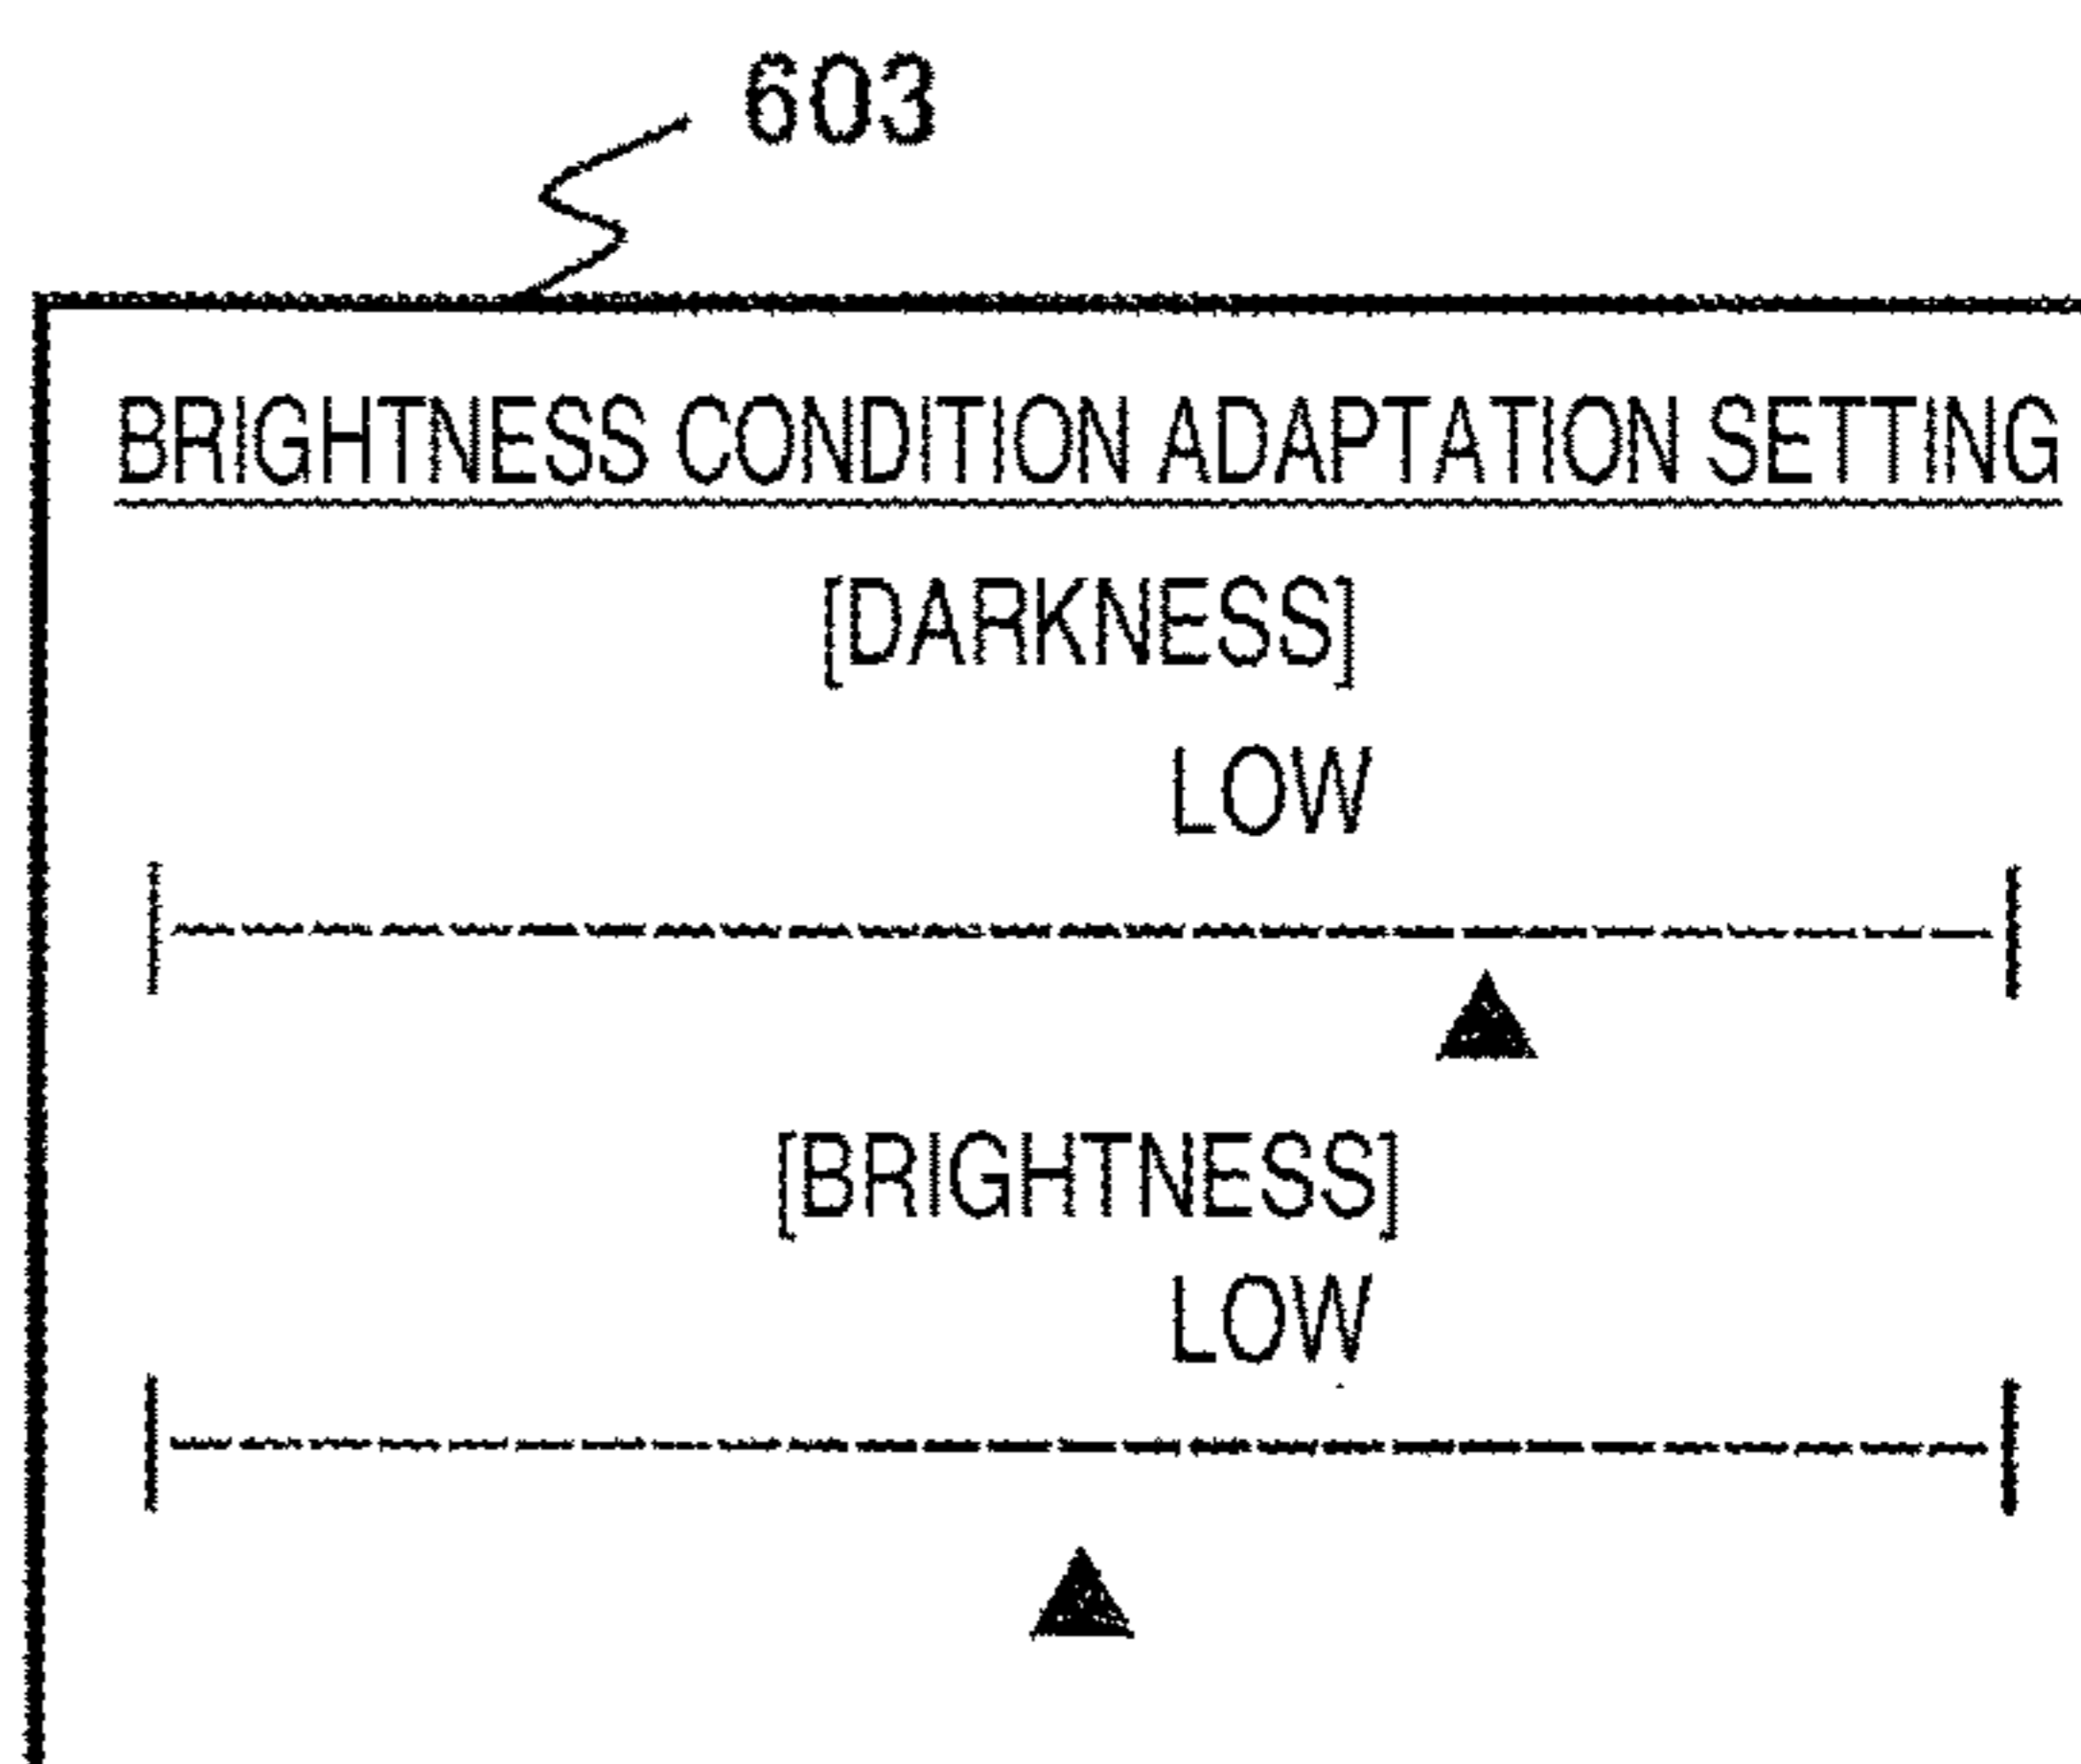 603
BRIGHTNESS CONDITION ADAPTATION SETTING
[DARKNESS]
LOW
[BRIGHTNESS]
LOW